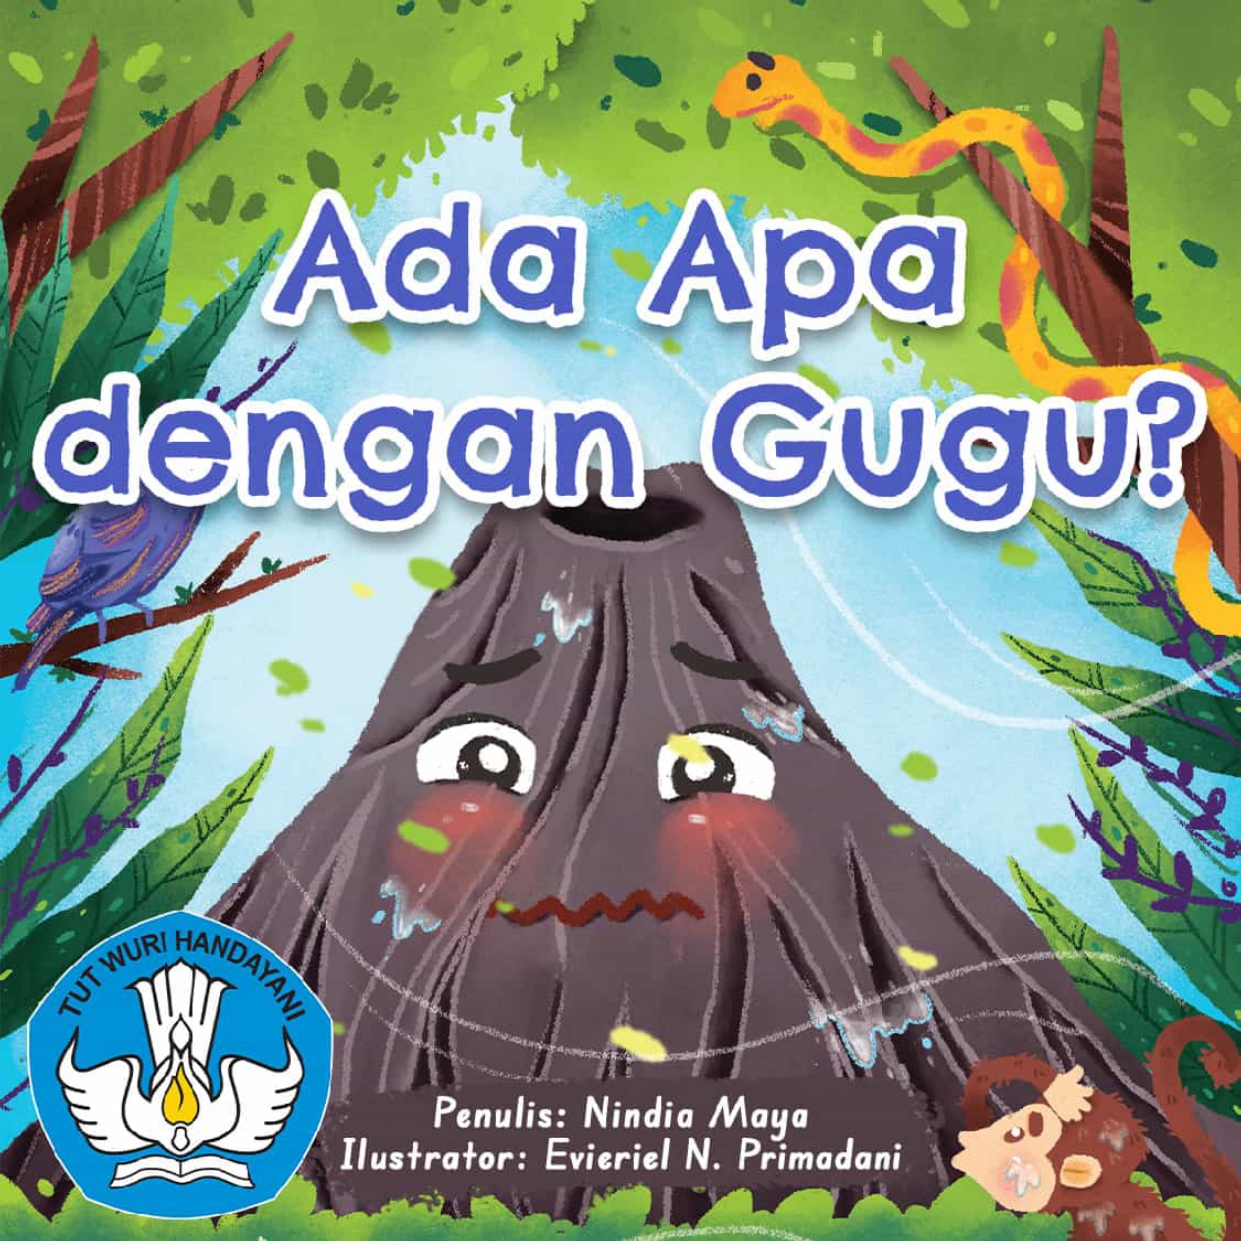 Ada Apa
dengan Gugu?
TUT WURI HANDAYANI
Penulis: Nindia Maya
Ilustrator: Evieriel N. Primadani